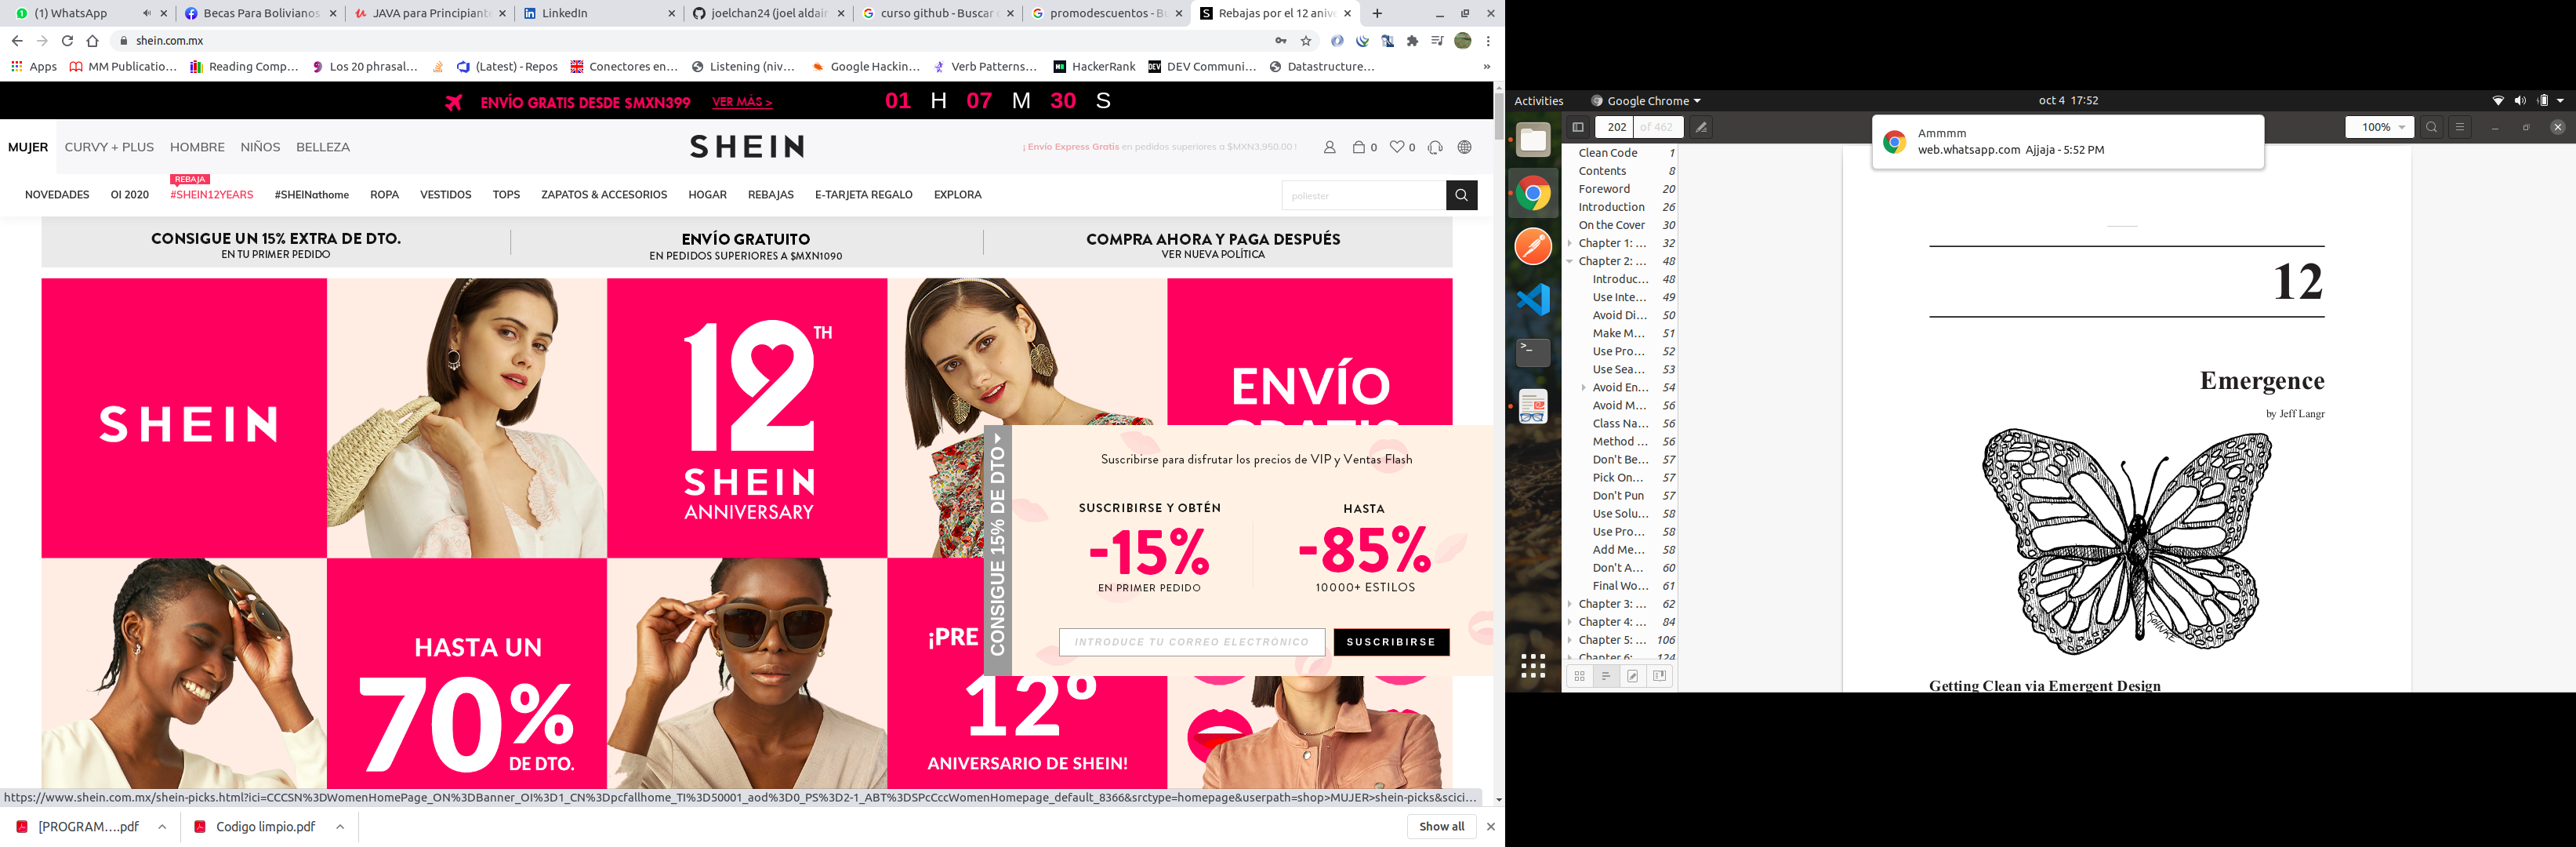 (1) WhatsApp
Becas Para Bolivianos
JAVA para Principiante
LinkedIn
joelchan24 (joel aldair
curso github - Buscar c
promodescuentos - Bu
Rebajas por el 12 anive
shein.com.mx
Apps
MM Publicatio...
Reading Comp...
Los 20 phrasal...
(Latest) - Repos
Conectores en...
Listening (niv...
Google Hackin...
Verb Patterns...
HackerRank
DEV Communi...
Datastructure...
ENVÍO GRATIS DESDE $MXN399 VER MÁS > 01 H 07 M 30 S
MUJER CURVY + PLUS HOMBRE NIÑOS BELLEZA
SHEIN
¡ Envío Express Gratis en pedidos superiores a $MXN3,950.00 !
0
0
REBAJA
NOVEDADES OI 2020 #SHEIN12YEARS #SHEINathome ROPA VESTIDOS TOPS ZAPATOS & ACCESORIOS HOGAR REBAJAS E-TARJETA REGALO EXPLORA
poliester
CONSIGUE UN 15% EXTRA DE DTO.
EN TU PRIMER PEDIDO
ENVÍO GRATUITO
EN PEDIDOS SUPERIORES A $MXN1090
COMPRA AHORA Y PAGA DESPUÉS
VER NUEVA POLÍTICA
SHEIN
12TH
SHEIN
ANNIVERSARY
ENVÍO
GRATIS
CONSIGUE 15% DE DTO
Suscribirse para disfrutar los precios de VIP y Ventas Flash
SUSCRIBIRSE Y OBTÉN
-15%
EN PRIMER PEDIDO
HASTA
-85%
10000+ ESTILOS
INTRODUCE TU CORREO ELECTRÓNICO
SUSCRIBIRSE
HASTA UN
70%
DE DTO.
¡PRE
12º
ANIVERSARIO DE SHEIN!
https://www.shein.com.mx/shein-picks.html?ici=CCCSN%3DWomenHomePage_ON%3DBanner_OI%3D1_CN%3Dpcfallhome_TI%3D50001_aod%3D0_PS%3D2-1_ABT%3DSPcCccWomenHomepage_default_8366&srctype=homepage&userpath=shop>MUJER>shein-picks&scici...
[PROGRAM....pdf
Codigo limpio.pdf
Show all
Activities
Google Chrome
oct 4 17:52
202 of 462
100%
Ammmm
web.whatsapp.com Ajjaja - 5:52 PM
Clean Code 1
Contents 8
Foreword 20
Introduction 26
On the Cover 30
Chapter 1: ... 32
Chapter 2: ... 48
Introduc... 48
Use Inte... 49
Avoid Di... 50
Make M... 51
Use Pro... 52
Use Sea... 53
Avoid En... 54
Avoid M... 56
Class Na... 56
Method ... 56
Don't Be... 57
Pick On... 57
Don't Pun 57
Use Solu... 58
Use Pro... 58
Add Me... 58
Don't A... 60
Final Wo... 61
Chapter 3: ... 62
Chapter 4: ... 84
Chapter 5: ... 106
Chapter 6: ... 124
12
Emergence
by Jeff Langr
Getting Clean via Emergent Design